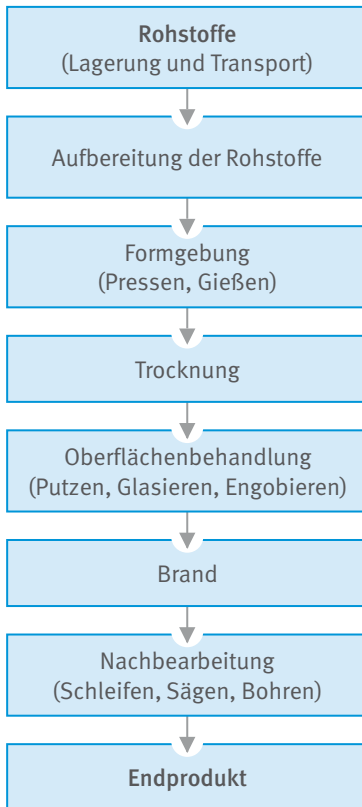 Rohstoffe
(Lagerung und Transport)
Aufbereitung der Rohstoffe
Formgebung
(Pressen, Gießen)
Trocknung
Oberflächenbehandlung
(Putzen, Glasieren, Engobieren)
Brand
Nachbearbeitung
(Schleifen, Sägen, Bohren)
Endprodukt